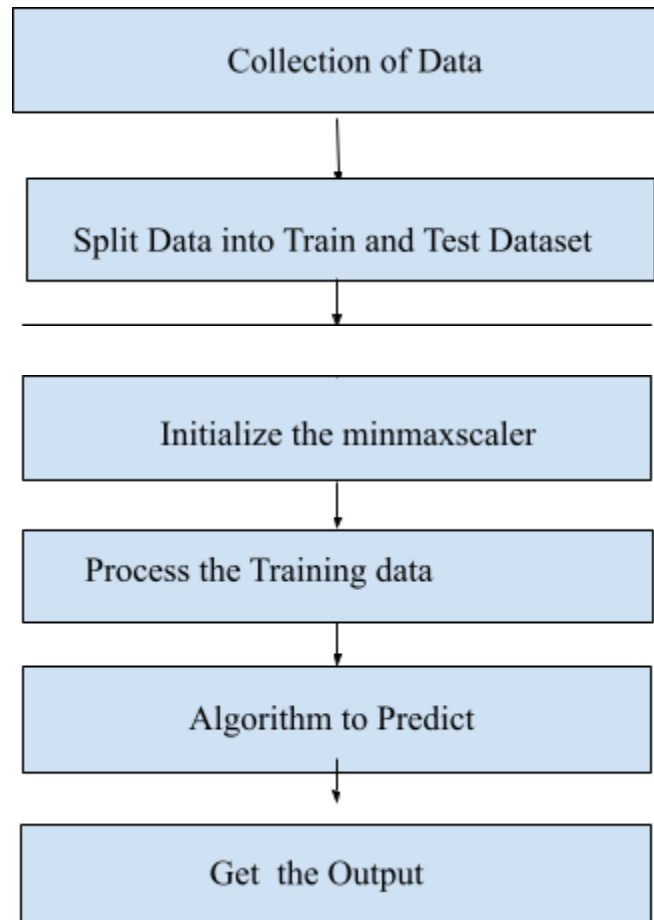 Collection of Data
Split Data into Train and Test Dataset
Initialize the minmaxscaler
Process the Training data
Algorithm to Predict
Get the Output